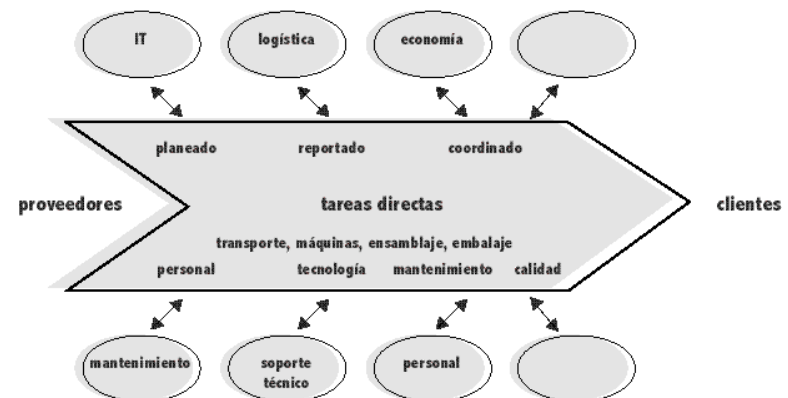 IT logística economía
planeado reportado coordinado
proveedores tareas directas clientes
transporte, máquinas, ensamblaje, embalaje
personal tecnología mantenimiento calidad
mantenimiento soporte técnico personal